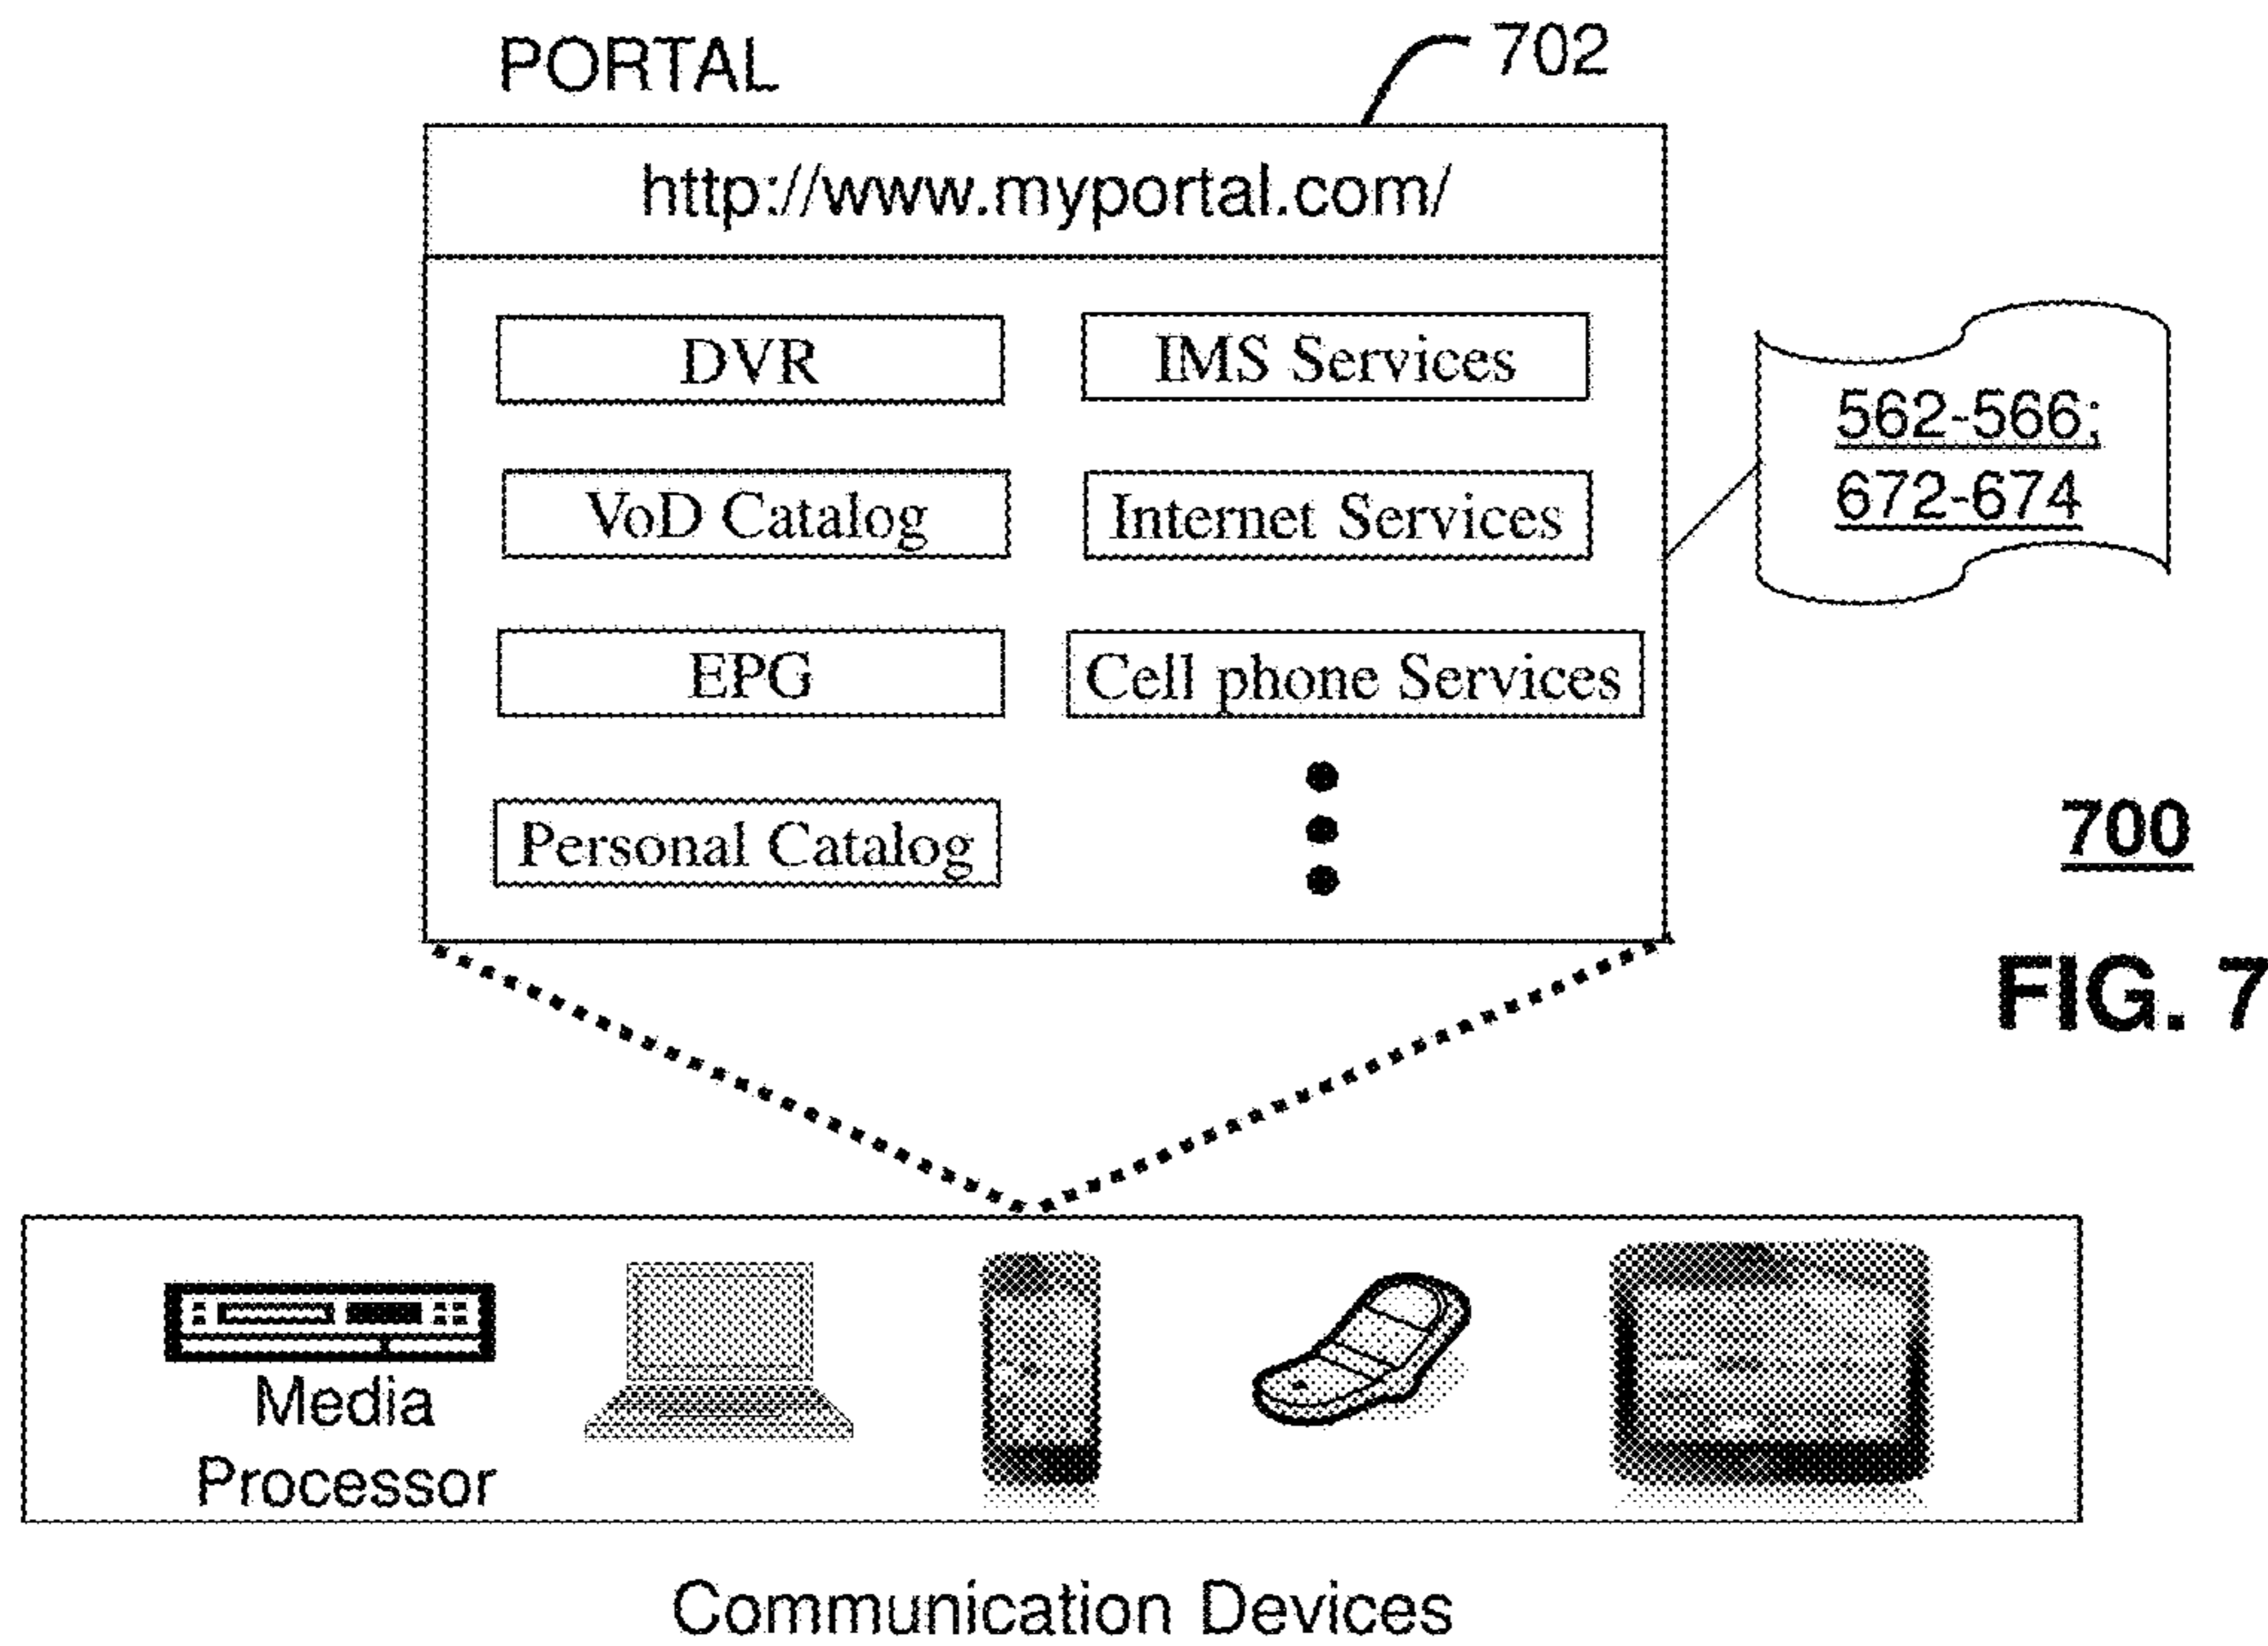 PORTAL
702
http://www.myportal.com/
DVR
IMS Services
VoD Catalog
Internet Services
EPG
Cell phone Services
Personal Catalog
562-566;
672-674
700
FIG. 7
Media
Processor
Communication Devices